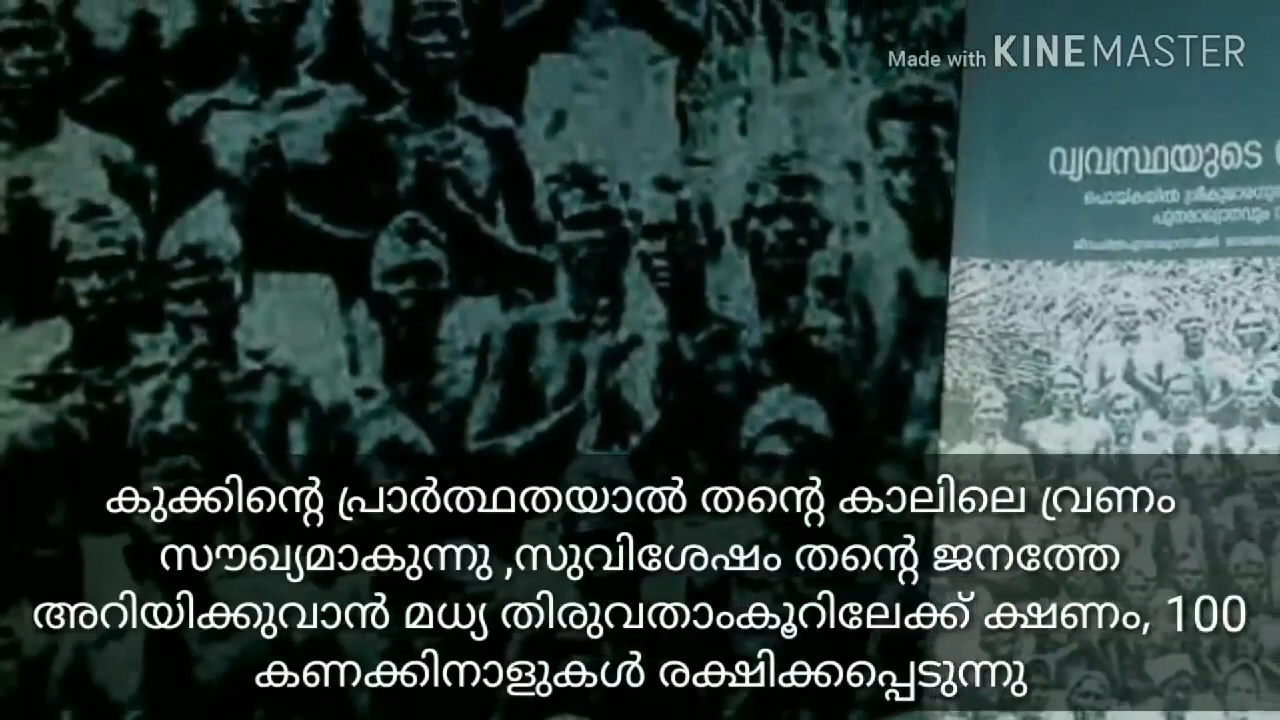 Made with KINEMASTER
വ്യവസ്ഥയുടെ
കുക്കിന്റെ പ്രാർത്ഥതയാൽ തന്റെ കാലിലെ വ്രണം
സൗഖ്യമാകുന്നു ,സുവിശേഷം തന്റെ ജനത്തേ
അറിയിക്കുവാൻ മധ്യ തിരുവതാംകൂറിലേക്ക് ക്ഷണം, 100
കണക്കിനാളുകൾ രക്ഷിക്കപ്പെടുന്നു